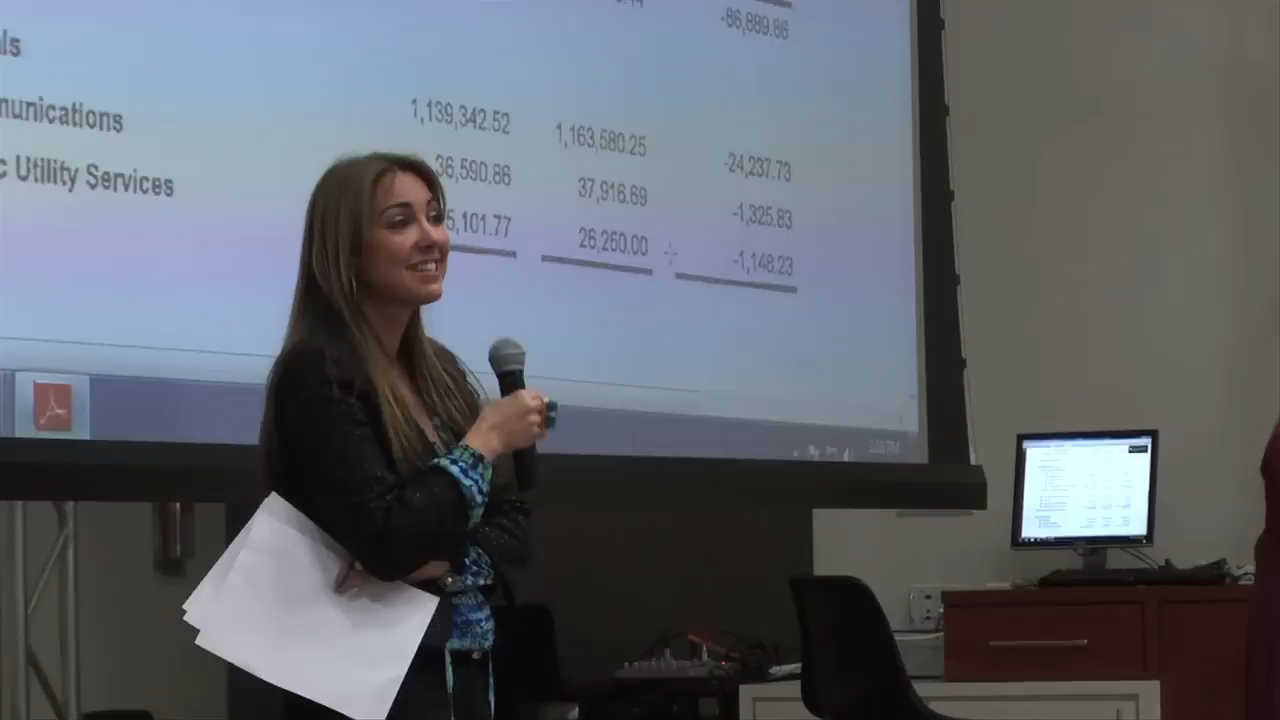 -86,889.86
ls
munications 1,139,342.52 1,163,580.25 -24,237.73
c Utility Services 36,590.86 37,916.69 -1,325.83
5,101.77 26,260.00 -1,148.23